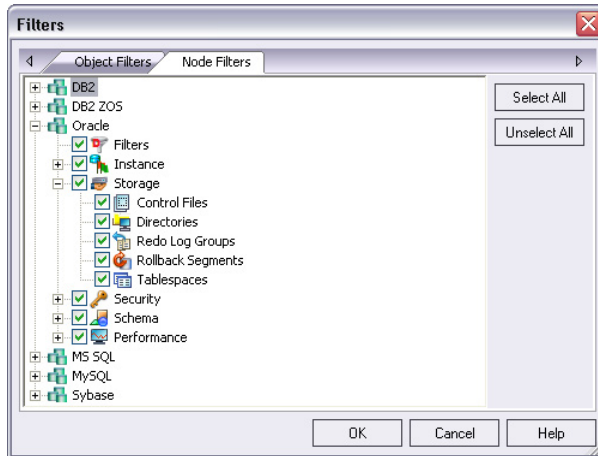 Filters
Object Filters Node Filters
DB2
DB2 ZOS
Oracle
Filters
Instance
Storage
Control Files
Directories
Redo Log Groups
Rollback Segments
Tablespaces
Security
Schema
Performance
MS SQL
MySQL
Sybase
Select All
Unselect All
OK Cancel Help